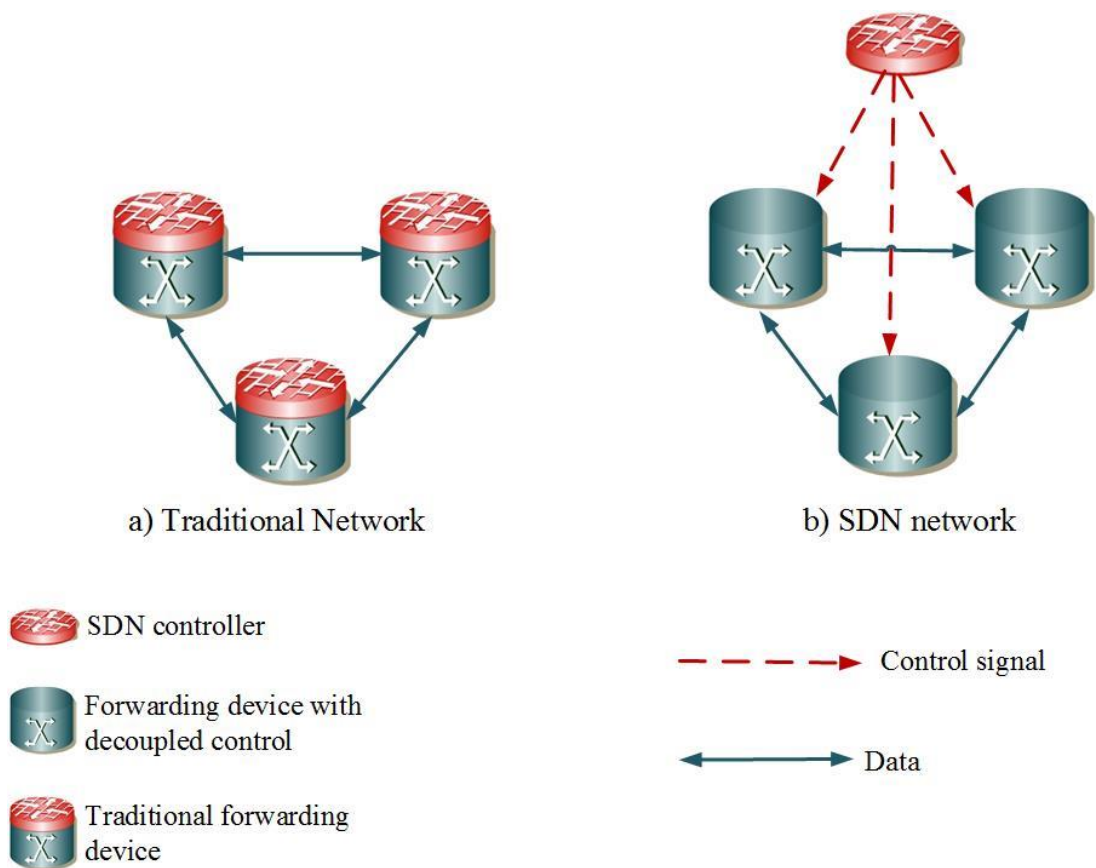 a) Traditional Network
b) SDN network
SDN controller
Forwarding device with
decoupled control
Traditional forwarding
device
Control signal
Data